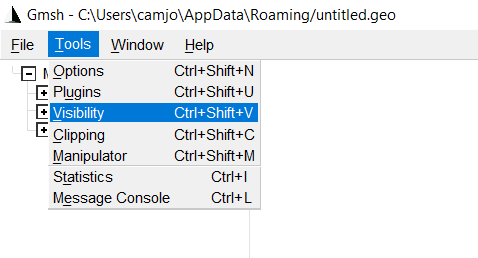 Gmsh - C:\Users\camjo\AppData\Roaming/untitled.geo
File Tools Window Help
Options Ctrl+Shift+N
Plugins Ctrl+Shift+U
Visibility Ctrl+Shift+V
Clipping Ctrl+Shift+C
Manipulator Ctrl+Shift+M
Statistics Ctrl+I
Message Console Ctrl+L